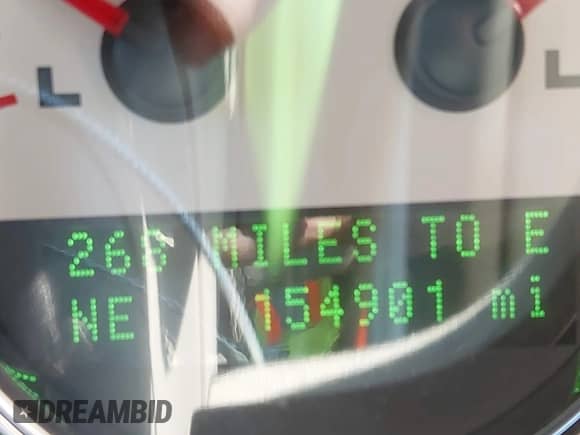 L
L
268 MILES TO E
NE 154901 mi
DREAMBID